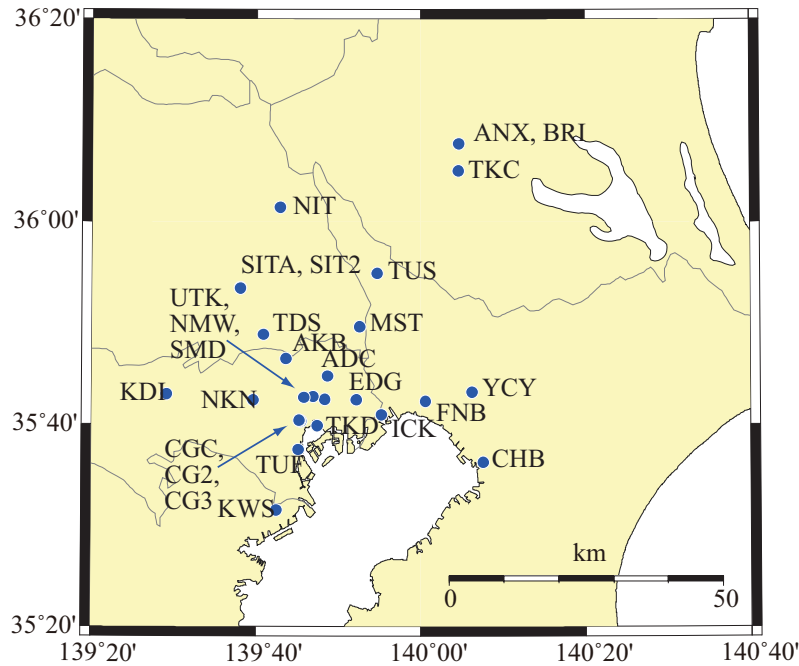 36°20'
ANX, BRI
TKC
36°00'
NIT
SITA, SIT2
TUS
UTK,
NMW,
SMD
TDS
MST
AKB
ADC
EDG
KDI
NKN
YCY
FNB
35°40'
TKD
ICK
CGC,
CG2,
CG3
TUF
CHB
KWS
km
0
50
35°20'
139°20'
139°40'
140°00'
140°20'
140°40'